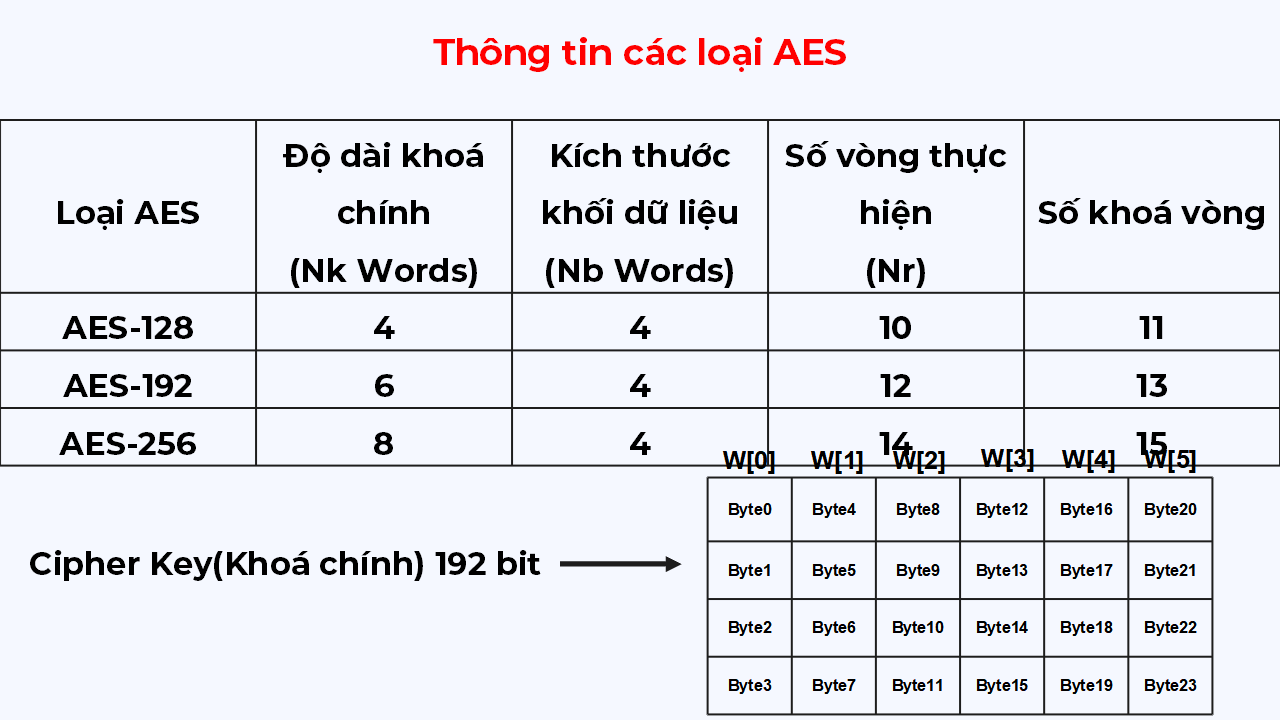 Thông tin các loại AES
Loại AES
Độ dài khoá
chính
(Nk Words)
Kích thước
khối dữ liệu
(Nb Words)
Số vòng thực
hiện
(Nr)
Số khoá vòng
AES-128 4 4 10 11
AES-192 6 4 12 13
AES-256 8 4 14 15
W[0] W[1] W[2] W[3] W[4] W[5]
Byte0 Byte4 Byte8 Byte12 Byte16 Byte20
Cipher Key(Khoá chính) 192 bit
Byte1 Byte5 Byte9 Byte13 Byte17 Byte21
Byte2 Byte6 Byte10 Byte14 Byte18 Byte22
Byte3 Byte7 Byte11 Byte15 Byte19 Byte23